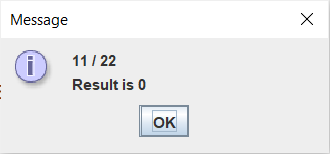 Message
11 / 22
Result is 0
OK